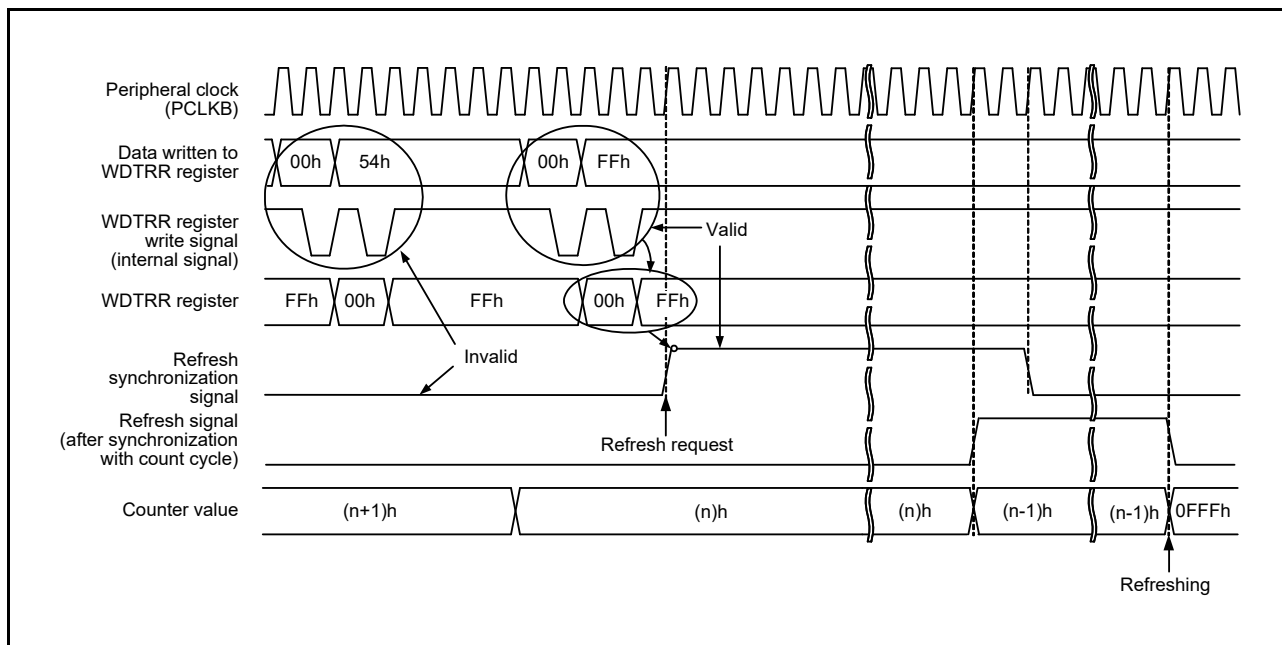 Peripheral clock
(PCLKB)
Data written to
WDTRR register
00h
54h
00h
FFh
WDTRR register
write signal
(internal signal)
Valid
WDTRR register
FFh
00h
FFh
00h
FFh
Invalid
Refresh
synchronization
signal
Refresh request
Refresh signal
(after synchronization
with count cycle)
Counter value
(n+1)h
(n)h
(n)h
(n-1)h
(n-1)h
0FFFh
Refreshing